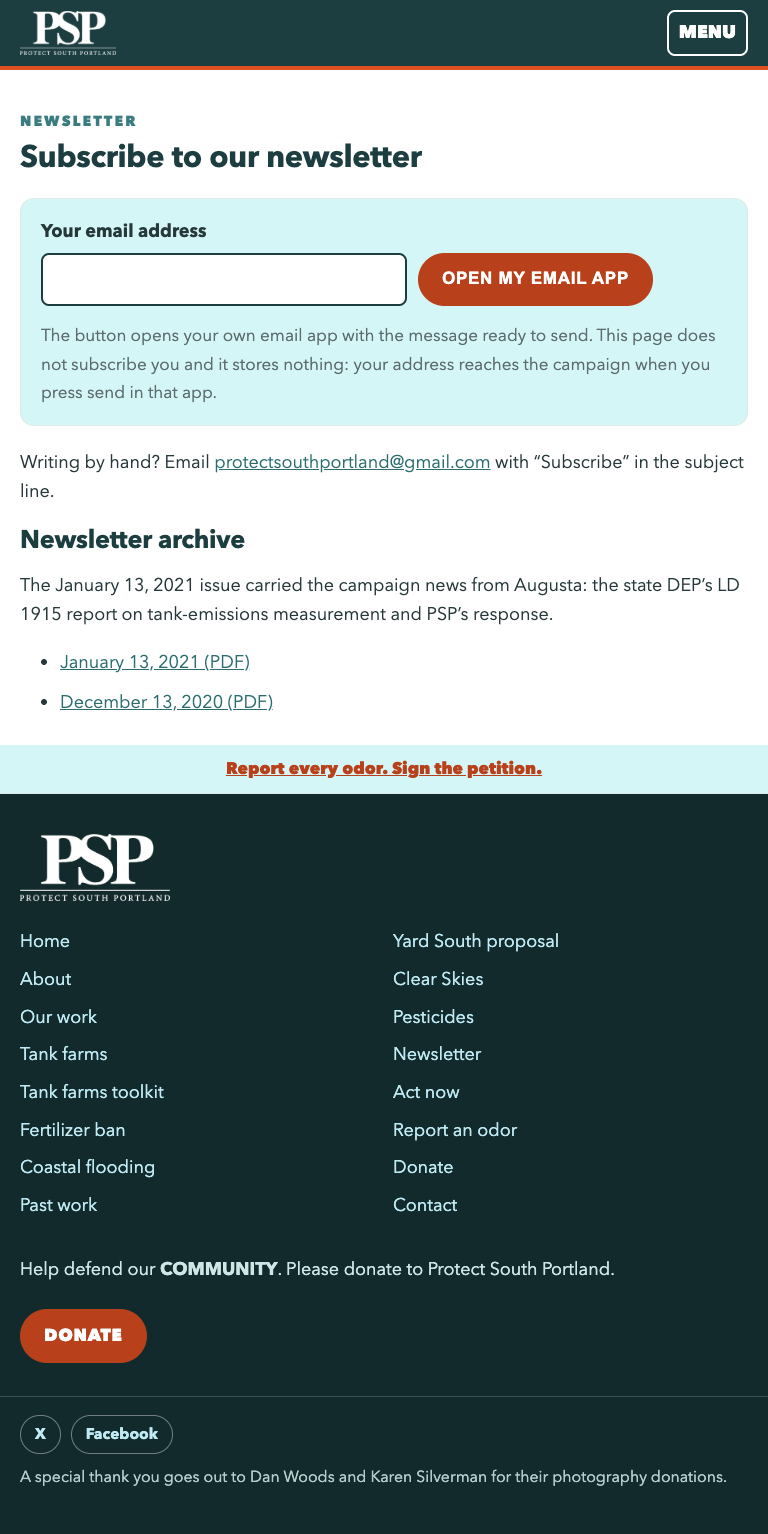 PSP
PROTECT SOUTH PORTLAND
MENU
NEWSLETTER
Subscribe to our newsletter
Your email address
OPEN MY EMAIL APP
The button opens your own email app with the message ready to send. This page does
not subscribe you and it stores nothing: your address reaches the campaign when you
press send in that app.
Writing by hand? Email protectsouthportland@gmail.com with “Subscribe” in the subject
line.
Newsletter archive
The January 13, 2021 issue carried the campaign news from Augusta: the state DEP’s LD
1915 report on tank-emissions measurement and PSP’s response.
• January 13, 2021 (PDF)
• December 13, 2020 (PDF)
Report every odor. Sign the petition.
PSP
PROTECT SOUTH PORTLAND
Home
About
Our work
Tank farms
Tank farms toolkit
Fertilizer ban
Coastal flooding
Past work
Yard South proposal
Clear Skies
Pesticides
Newsletter
Act now
Report an odor
Donate
Contact
Help defend our COMMUNITY. Please donate to Protect South Portland.
DONATE
X
Facebook
A special thank you goes out to Dan Woods and Karen Silverman for their photography donations.